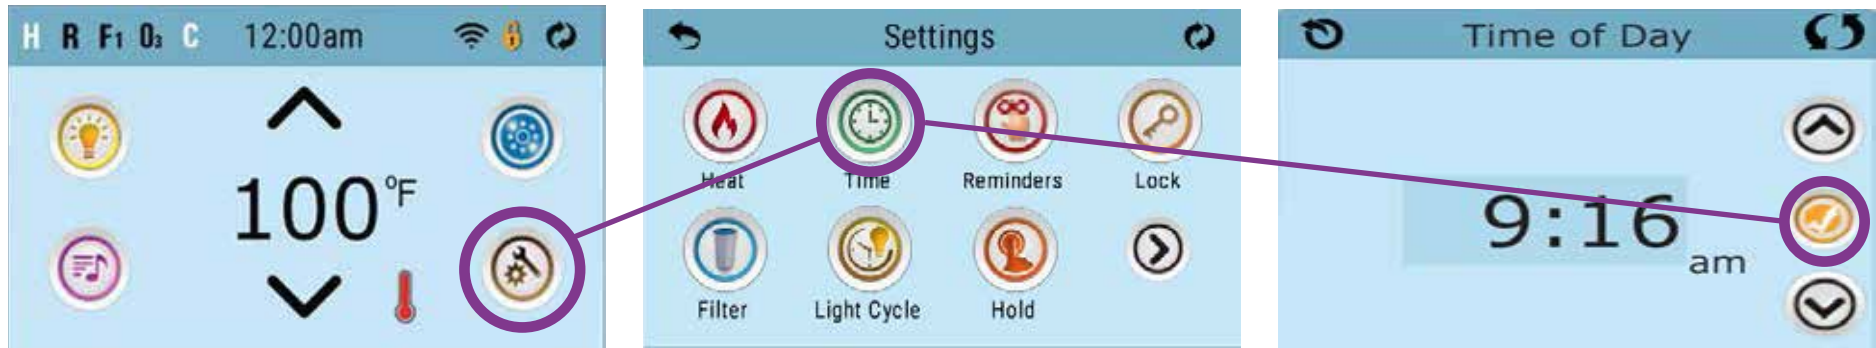 H R F1 O3 C 12:00am
100°F
Settings
Heat Time Reminders Lock
Filter Light Cycle Hold
Time of Day
9:16 am